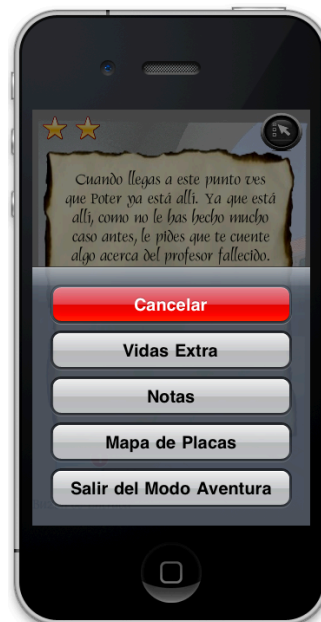 Cuando llegas a este punto ves
que Poter ya está allí. Ya que está
allí, como no le has hecho mucho
caso antes, le pides que te cuente
algo acerca del profesor fallecido.
Cancelar
Vidas Extra
Notas
Mapa de Placas
Salir del Modo Aventura